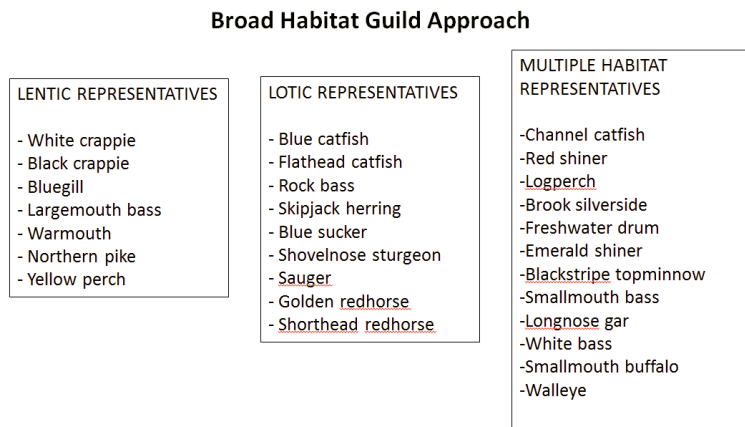 Broad Habitat Guild Approach
LENTIC REPRESENTATIVES
- White crappie
- Black crappie
- Bluegill
- Largemouth bass
- Warmouth
- Northern pike
- Yellow perch
LOTIC REPRESENTATIVES
- Blue catfish
- Flathead catfish
- Rock bass
- Skipjack herring
- Blue sucker
- Shovelnose sturgeon
- Sauger
- Golden redhorse
- Shorthead redhorse
MULTIPLE HABITAT
REPRESENTATIVES
-Channel catfish
-Red shiner
-Logperch
-Brook silverside
-Freshwater drum
-Emerald shiner
-Blackstripe topminnow
-Smallmouth bass
-Longnose gar
-White bass
-Smallmouth buffalo
-Walleye